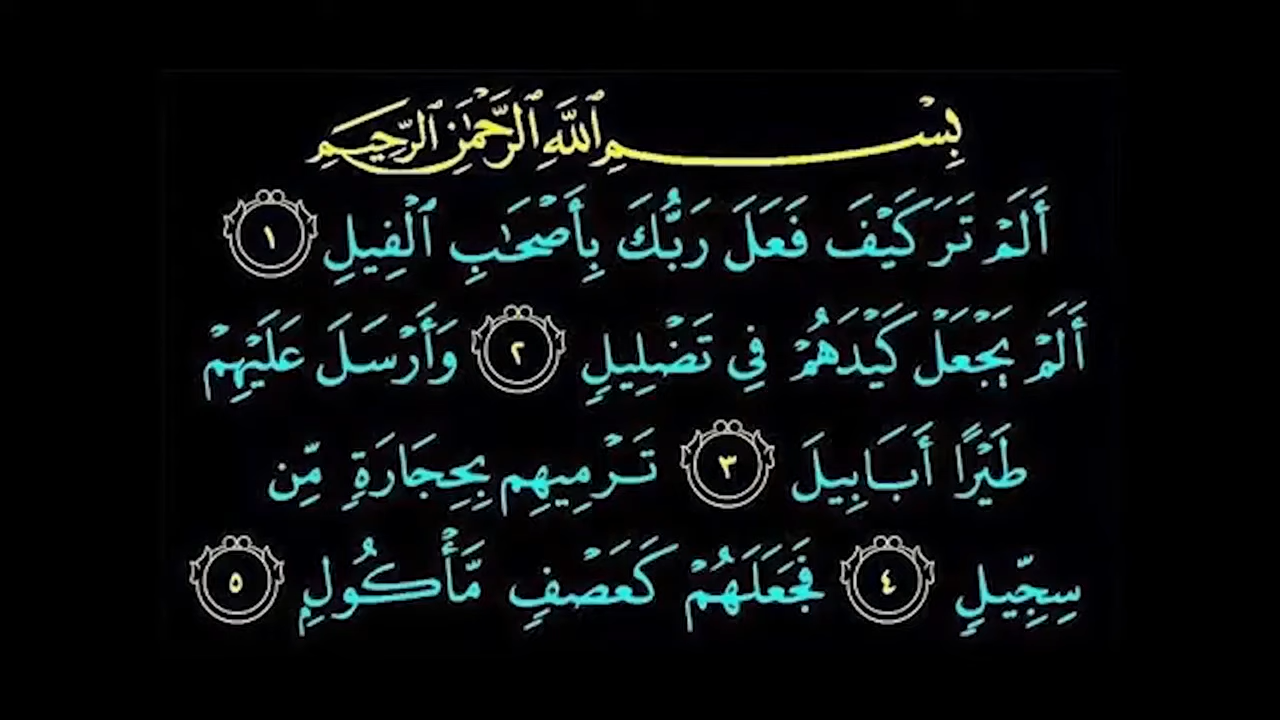 بِسْمِ ٱللَّهِ ٱلرَّحْمَٰنِ ٱلرَّحِيمِ
أَلَمْ تَرَ كَيْفَ فَعَلَ رَبُّكَ بِأَصْحَٰبِ ٱلْفِيلِ ١
أَلَمْ يَجْعَلْ كَيْدَهُمْ فِى تَضْلِيلٍ ٢ وَأَرْسَلَ عَلَيْهِمْ
طَيْرًا أَبَابِيلَ ٣ تَرْمِيهِم بِحِجَارَةٍ مِّن
سِجِّيلٍ ٤ فَجَعَلَهُمْ كَعَصْفٍ مَّأْكُولٍۭ ٥